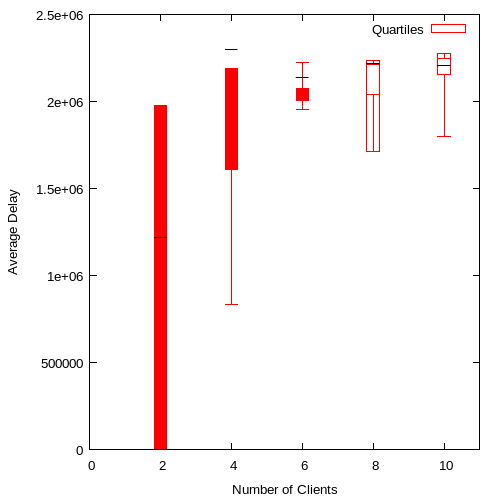 2.5e+06
Quartiles
2e+06
1.5e+06
Average Delay
1e+06
500000
0
0 2 4 6 8 10
Number of Clients